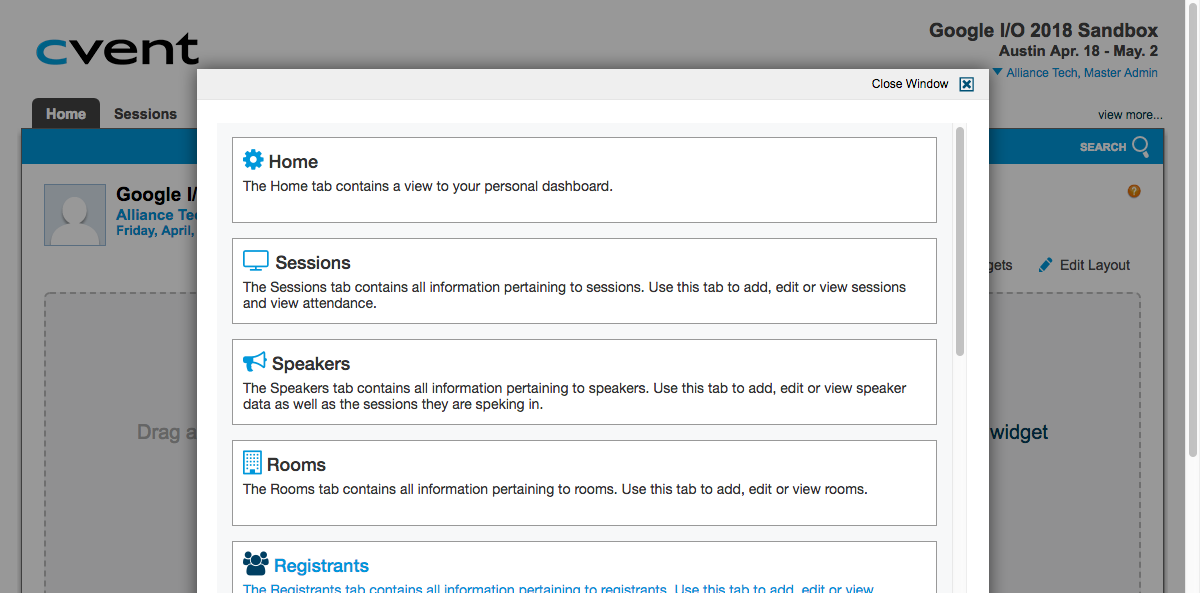 cvent
Google I/O 2018 Sandbox
Austin Apr. 18 - May. 2
Alliance Tech, Master Admin
Close Window
Home Sessions
view more...
SEARCH
Google I/
Alliance Te
Friday, April,
Home
The Home tab contains a view to your personal dashboard.
Sessions
The Sessions tab contains all information pertaining to sessions. Use this tab to add, edit or view sessions
and view attendance.
gets
Edit Layout
Speakers
The Speakers tab contains all information pertaining to speakers. Use this tab to add, edit or view speaker
data as well as the sessions they are speking in.
Drag a
widget
Rooms
The Rooms tab contains all information pertaining to rooms. Use this tab to add, edit or view rooms.
Registrants
The Registrants tab contains all information pertaining to registrants. Use this tab to add, edit or view